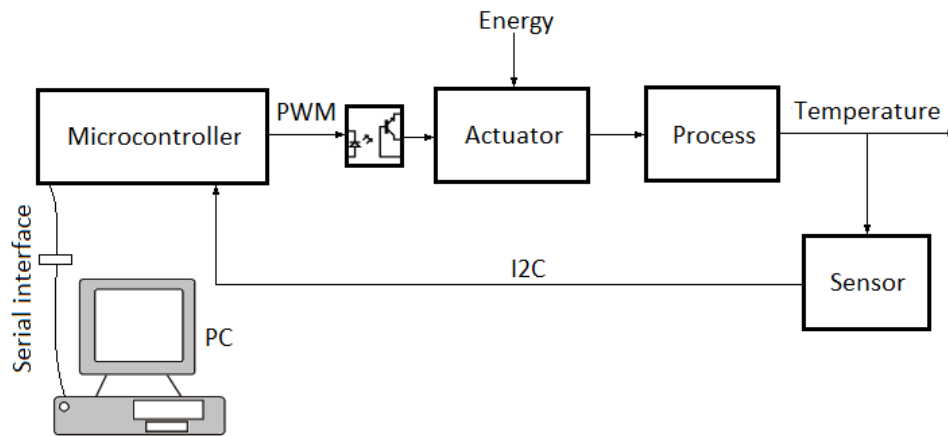 Energy
Microcontroller
PWM
Actuator
Process
Temperature
Serial interface
I2C
Sensor
PC